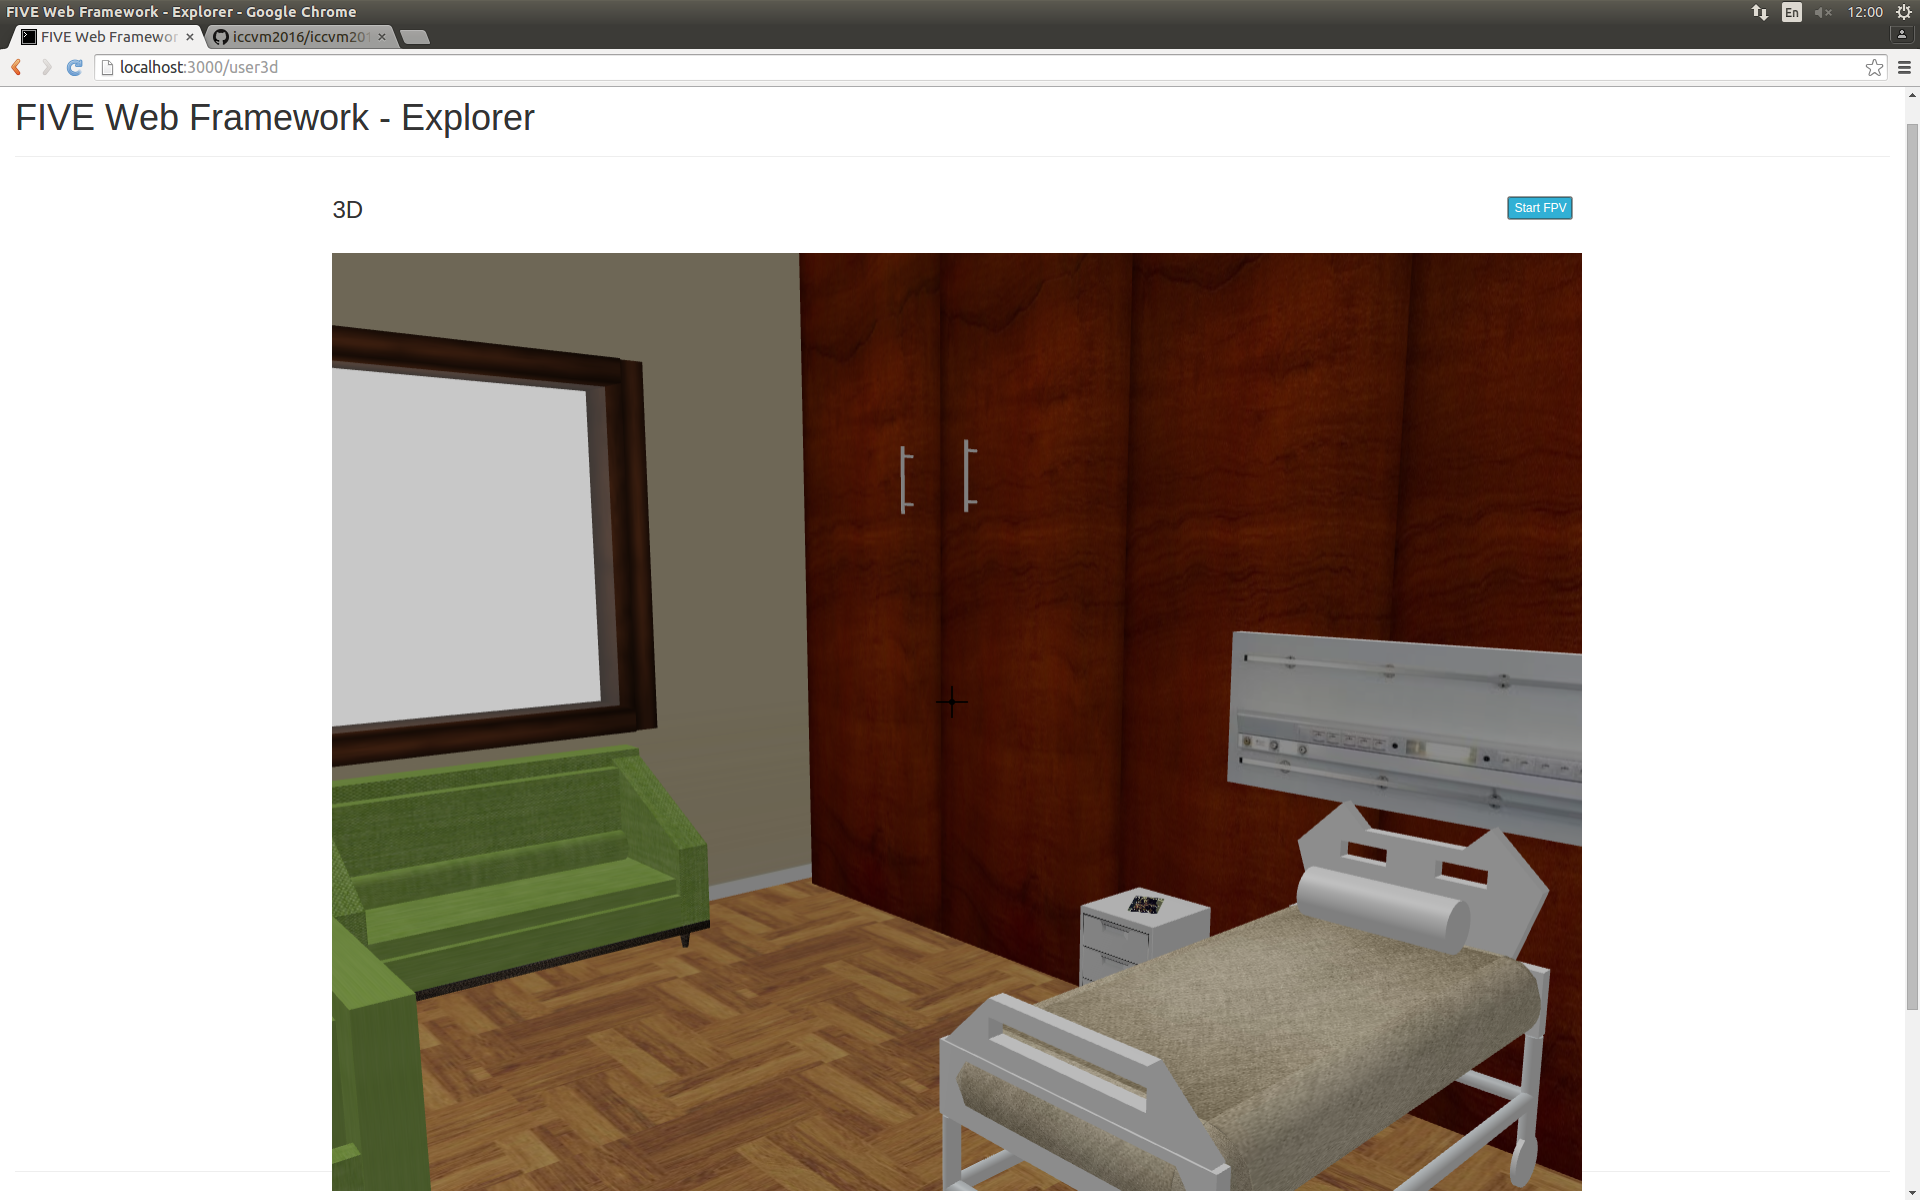 FIVE Web Framework - Explorer - Google Chrome
En
12:00
FIVE Web Framewor
iccvm2016/iccvm201
localhost:3000/user3d
FIVE Web Framework - Explorer
3D
Start FPV